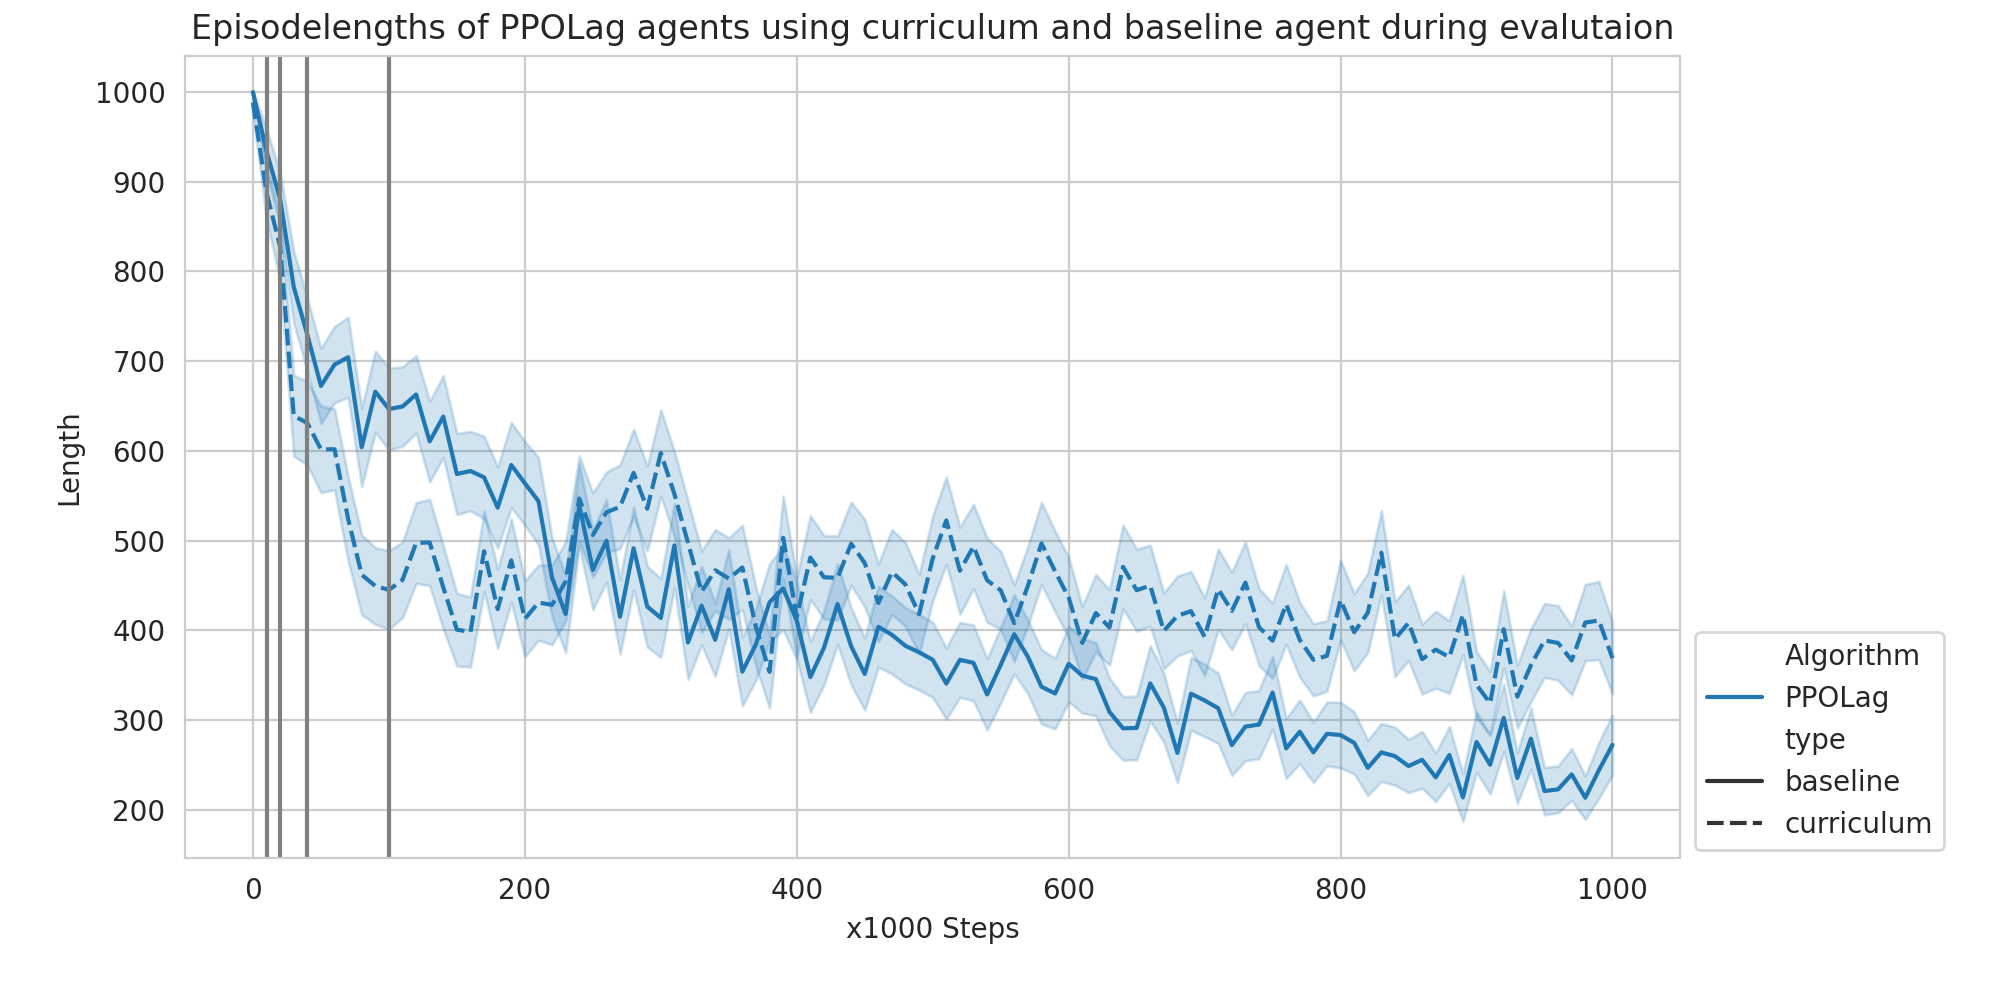 Episodelengths of PPOLag agents using curriculum and baseline agent during evalutaion
1000
900
800
700
600
500
400
300
200
Length
0 200 400 600 800 1000
x1000 Steps
Algorithm
PPOLag
type
baseline
curriculum